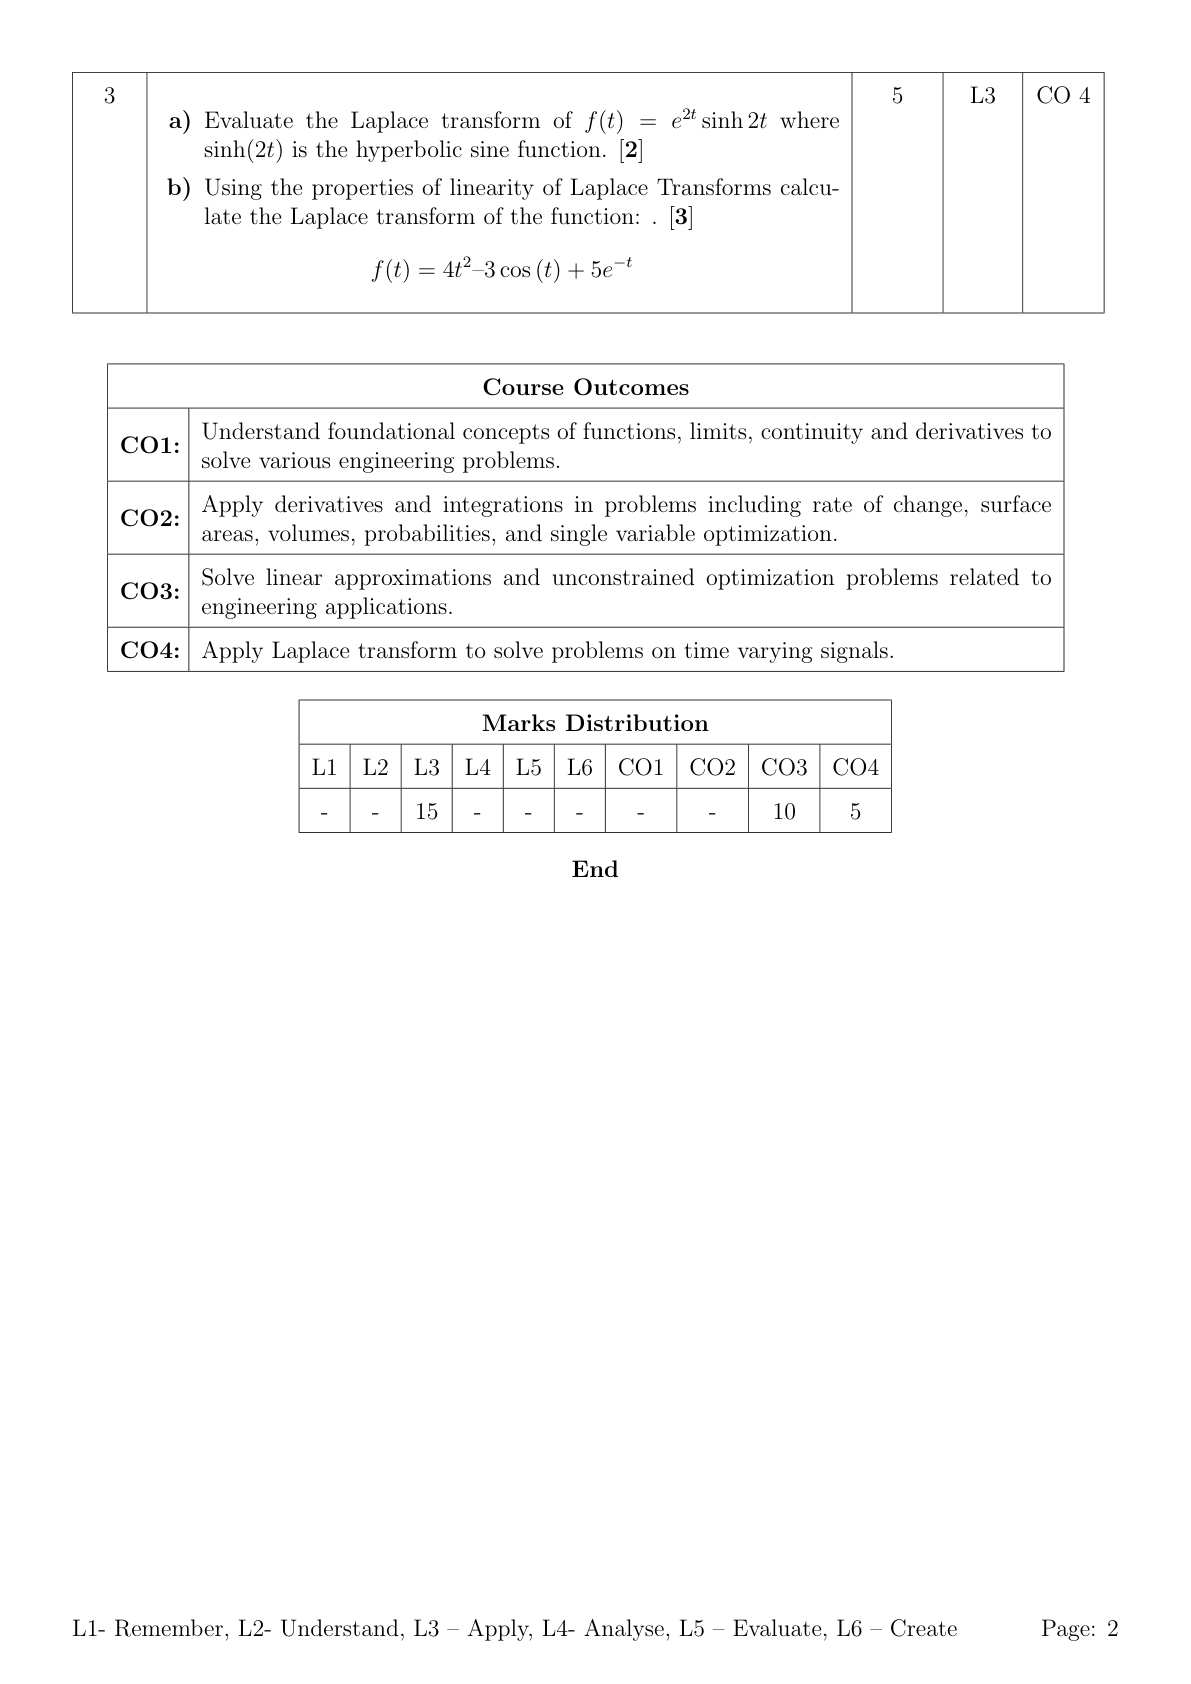 3 5 L3 CO 4
a) Evaluate the Laplace transform of f(t) = e^{2t} sinh 2t where
sinh(2t) is the hyperbolic sine function. [2]
b) Using the properties of linearity of Laplace Transforms calcu-
late the Laplace transform of the function: . [3]
f(t) = 4t^2–3 cos (t) + 5e^{−t}
Course Outcomes
CO1: Understand foundational concepts of functions, limits, continuity and derivatives to
solve various engineering problems.
CO2: Apply derivatives and integrations in problems including rate of change, surface
areas, volumes, probabilities, and single variable optimization.
CO3: Solve linear approximations and unconstrained optimization problems related to
engineering applications.
CO4: Apply Laplace transform to solve problems on time varying signals.
Marks Distribution
L1 L2 L3 L4 L5 L6 CO1 CO2 CO3 CO4
- - 15 - - - - - 10 5
End
L1- Remember, L2- Understand, L3 – Apply, L4- Analyse, L5 – Evaluate, L6 – Create Page: 2